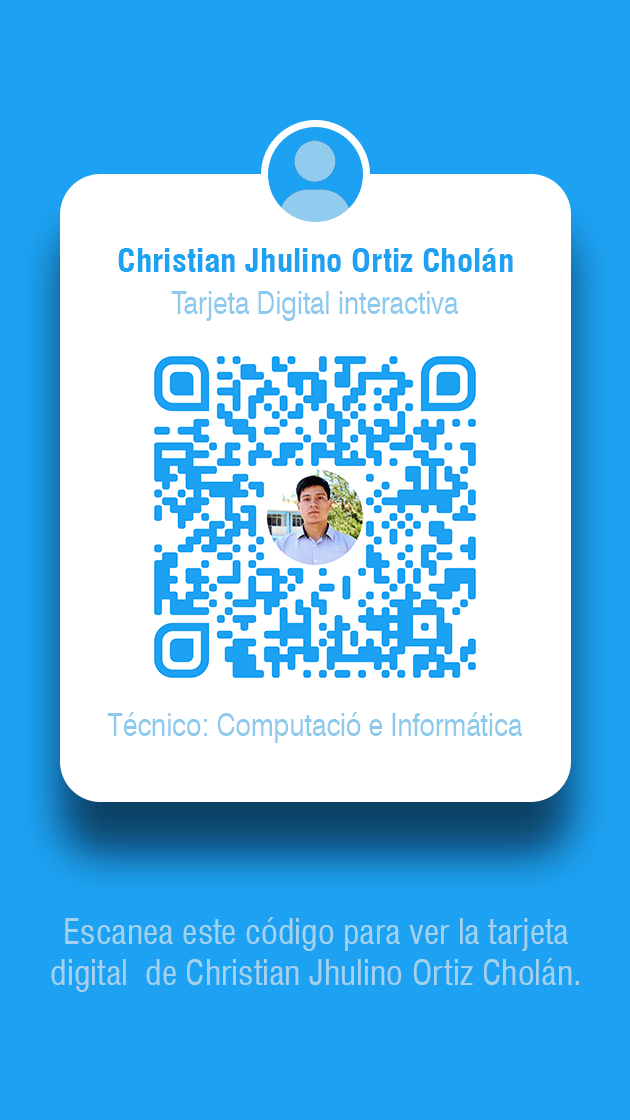 Christian Jhulino Ortiz Cholán
Tarjeta Digital interactiva
Técnico: Computació e Informática
Escanea este código para ver la tarjeta
digital  de Christian Jhulino Ortiz Cholán.